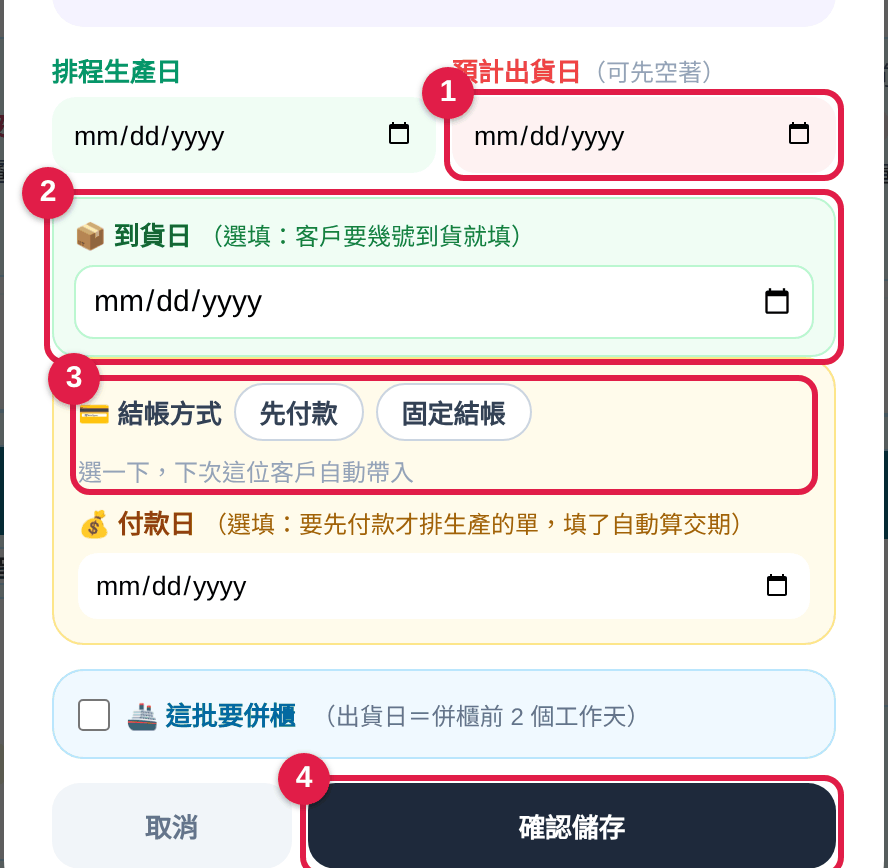 排程生產日
預計出貨日（可先空著）
1
mm/dd/yyyy
mm/dd/yyyy
2
📦 到貨日 （選填：客戶要幾號到貨就填）
mm/dd/yyyy
3
💳 結帳方式 先付款 固定結帳
選一下，下次這位客戶自動帶入
💰 付款日 （選填：要先付款才排生產的單，填了自動算交期）
mm/dd/yyyy
🚢 這批要併櫃 （出貨日＝併櫃前 2 個工作天）
4
取消
確認儲存